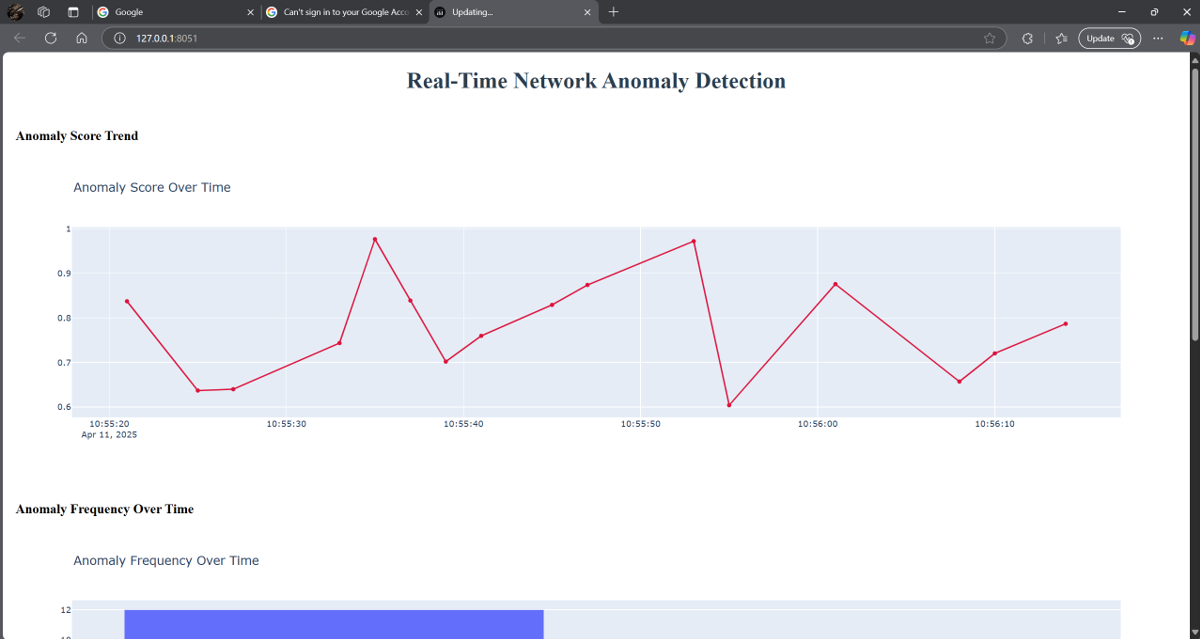 Google
Can't sign in to your Google Acco
Updating...
127.0.0.1:8051
Update
Real-Time Network Anomaly Detection
Anomaly Score Trend
Anomaly Score Over Time
1
0.9
0.8
0.7
0.6
10:55:20 10:55:30 10:55:40 10:55:50 10:56:00 10:56:10
Apr 11, 2025
Anomaly Frequency Over Time
Anomaly Frequency Over Time
12